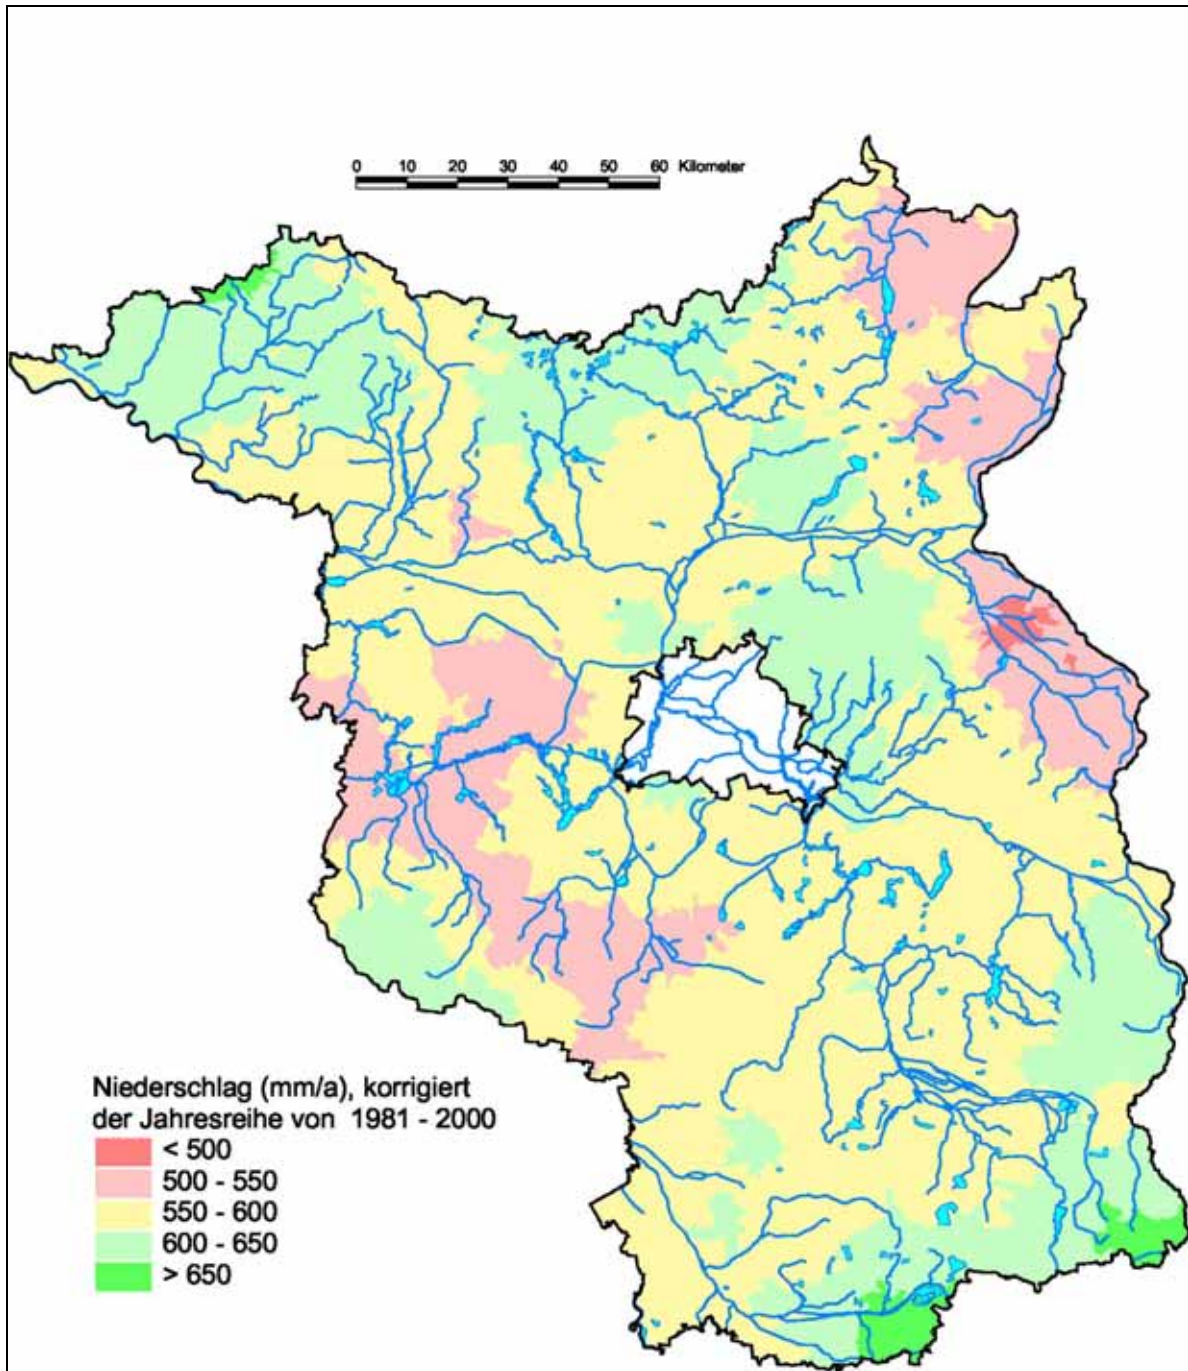 0 10 20 30 40 50 60 Kilometer
Niederschlag (mm/a), korrigiert
der Jahresreihe von 1981 - 2000
< 500
500 - 550
550 - 600
600 - 650
> 650